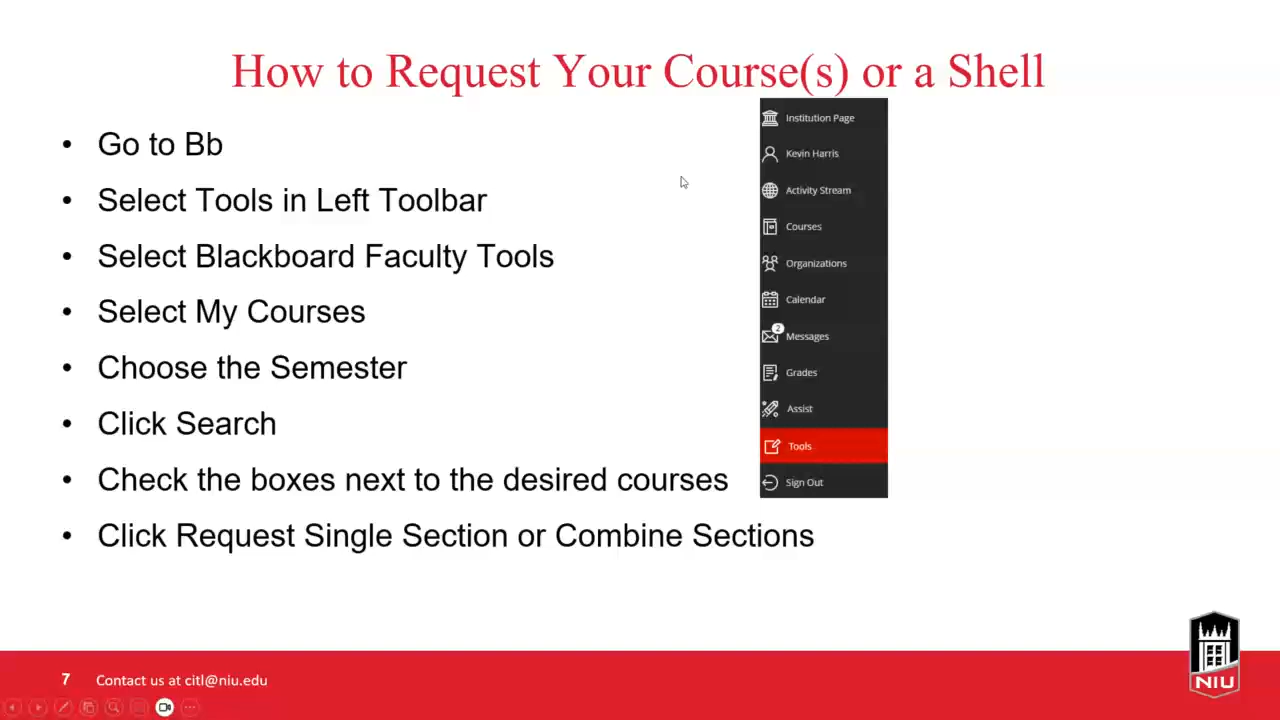 How to Request Your Course(s) or a Shell
• Go to Bb
• Select Tools in Left Toolbar
• Select Blackboard Faculty Tools
• Select My Courses
• Choose the Semester
• Click Search
• Check the boxes next to the desired courses
• Click Request Single Section or Combine Sections
Institution Page
Kevin Harris
Activity Stream
Courses
Organizations
Calendar
2
Messages
Grades
Assist
Tools
Sign Out
7 Contact us at citl@niu.edu
NIU